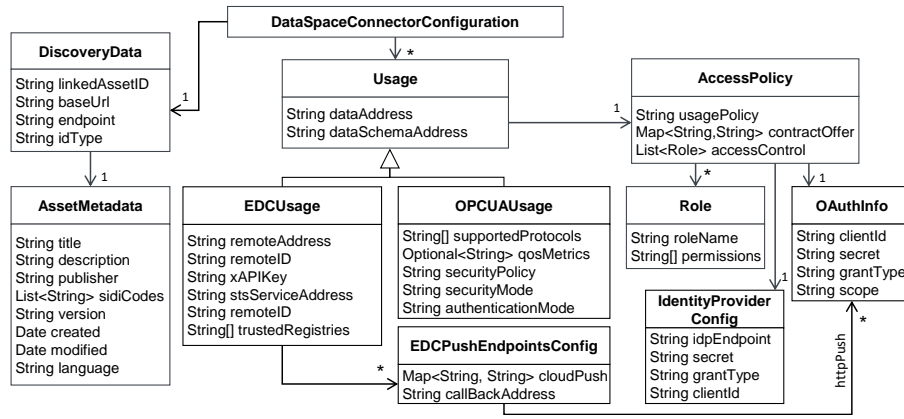 DataSpaceConnectorConfiguration
*
DiscoveryData
String linkedAssetID
String baseUrl
String endpoint
String idType
1
1
Usage
String dataAddress
String dataSchemaAddress
1
AccessPolicy
String usagePolicy
Map<String,String> contractOffer
List<Role> accessControl
*
1
1
AssetMetadata
String title
String description
String publisher
List<String> sidiCodes
String version
Date created
Date modified
String language
EDCUsage
String remoteAddress
String remoteID
String xAPIKey
String stsServiceAddress
String remoteID
String[] trustedRegistries
*
OPCUAUsage
String[] supportedProtocols
Optional<String> qosMetrics
String securityPolicy
String securityMode
String authenticationMode
Role
String roleName
String[] permissions
OAuthInfo
String clientId
String secret
String grantType
String scope
*
IdentityProvider
Config
String idpEndpoint
String secret
String grantType
String clientId
EDCPushEndpointsConfig
Map<String, String> cloudPush
String callBackAddress
httpPush